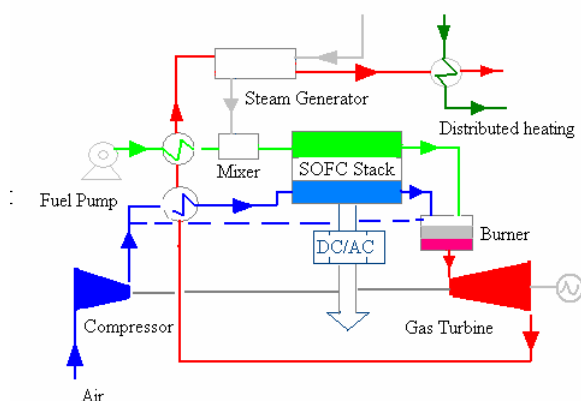 Steam Generator
Distributed heating
Mixer
SOFC Stack
Fuel Pump
Burner
DC/AC
Compressor
Gas Turbine
Air